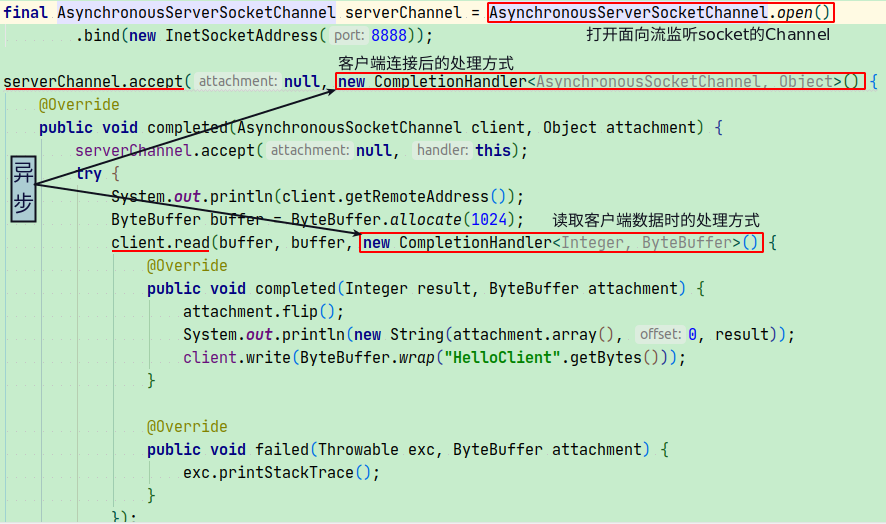 final AsynchronousServerSocketChannel serverChannel = AsynchronousServerSocketChannel.open()
.bind(new InetSocketAddress( port: 8888));
打开面向流监听socket的Channel
客户端连接后的处理方式
serverChannel.accept( attachment: null, new CompletionHandler<AsynchronousSocketChannel, Object>() {
@Override
public void completed(AsynchronousSocketChannel client, Object attachment) {
serverChannel.accept( attachment: null, handler: this);
异步
try {
System.out.println(client.getRemoteAddress());
ByteBuffer buffer = ByteBuffer.allocate(1024);
读取客户端数据时的处理方式
client.read(buffer, buffer, new CompletionHandler<Integer, ByteBuffer>() {
@Override
public void completed(Integer result, ByteBuffer attachment) {
attachment.flip();
System.out.println(new String(attachment.array(), offset: 0, result));
client.write(ByteBuffer.wrap("HelloClient".getBytes()));
}
@Override
public void failed(Throwable exc, ByteBuffer attachment) {
exc.printStackTrace();
}
});